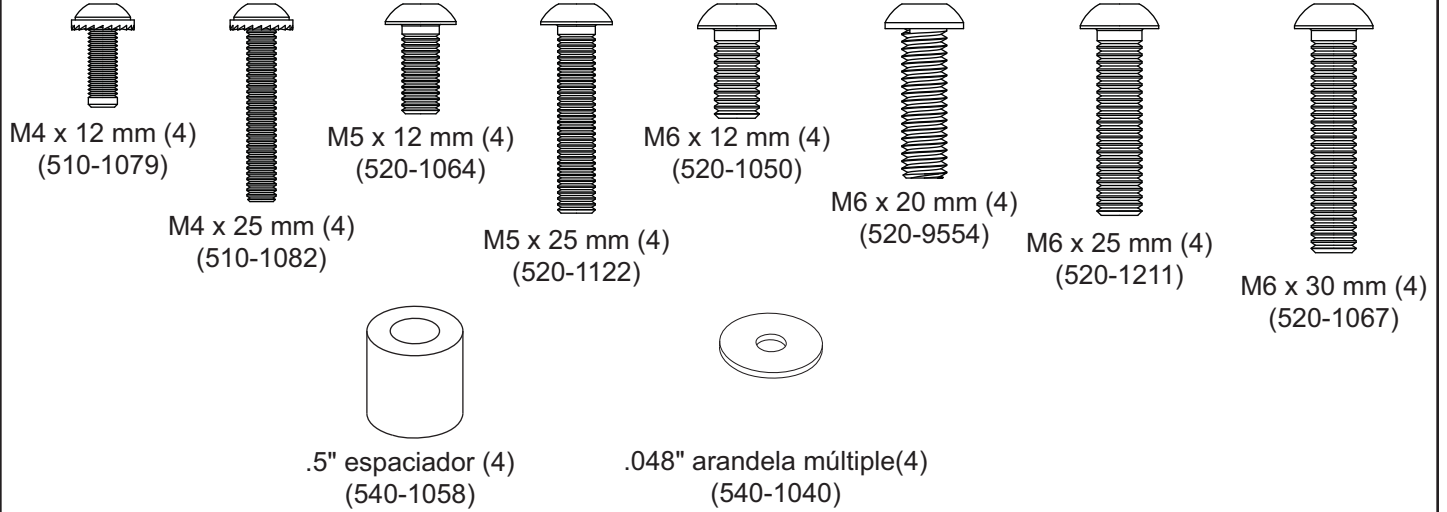 M4 x 12 mm (4)
(510-1079)
M4 x 25 mm (4)
(510-1082)
M5 x 12 mm (4)
(520-1064)
M5 x 25 mm (4)
(520-1122)
M6 x 12 mm (4)
(520-1050)
M6 x 20 mm (4)
(520-9554)
M6 x 25 mm (4)
(520-1211)
M6 x 30 mm (4)
(520-1067)
.5" espaciador (4)
(540-1058)
.048" arandela múltiple(4)
(540-1040)